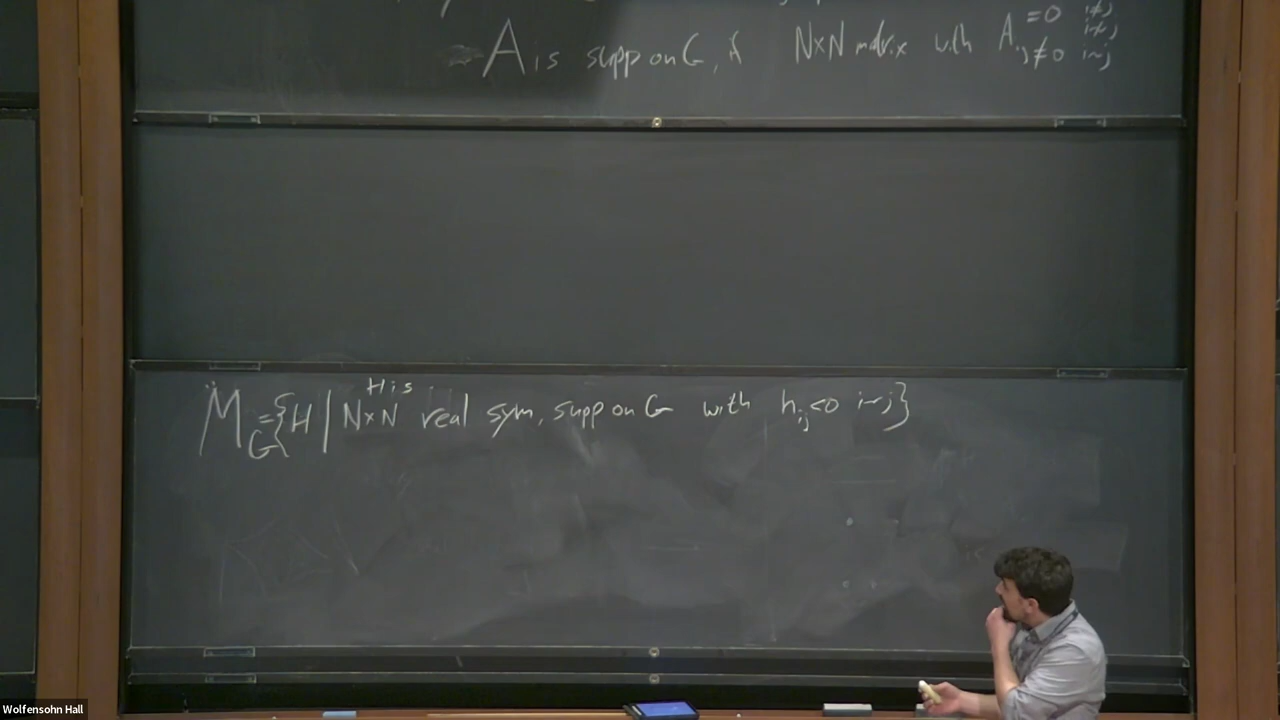 A is supp on G, if N×N matrix with A_ij =0 i≁j
≠0 i~j
H is
M_G = {H | N×N real sym, supp on G with h_ij<0 i~j}
Wolfensohn Hall